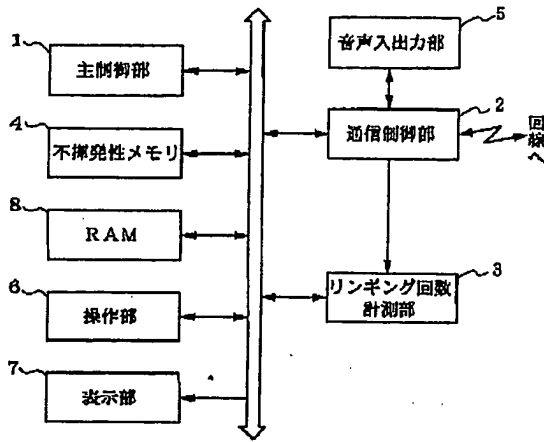 1
主制御部
4
不揮発性メモリ
8
RAM
6
操作部
7
表示部
5
音声入出力部
2
通信制御部
回線へ
3
リンギング回数
計測部